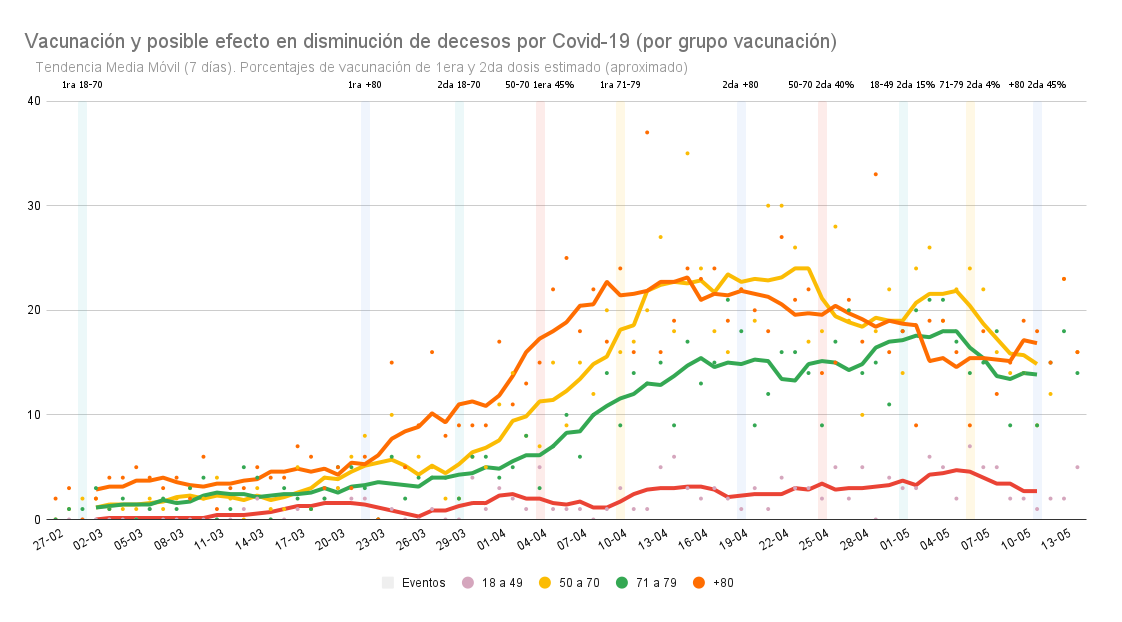 Vacunación y posible efecto en disminución de decesos por Covid-19 (por grupo vacunación)
Tendencia Media Móvil (7 días). Porcentajes de vacunación de 1era y 2da dosis estimado (aproximado)
1ra 18-70 1ra +80 2da 18-70 50-70 1era 45% 1ra 71-79 2da +80 50-70 2da 40% 18-49 2da 15% 71-79 2da 4% +80 2da 45%
40
30
20
10
0
27-02 02-03 05-03 08-03 11-03 14-03 17-03 20-03 23-03 26-03 29-03 01-04 04-04 07-04 10-04 13-04 16-04 19-04 22-04 25-04 28-04 01-05 04-05 07-05 10-05 13-05
Eventos 18 a 49 50 a 70 71 a 79 +80